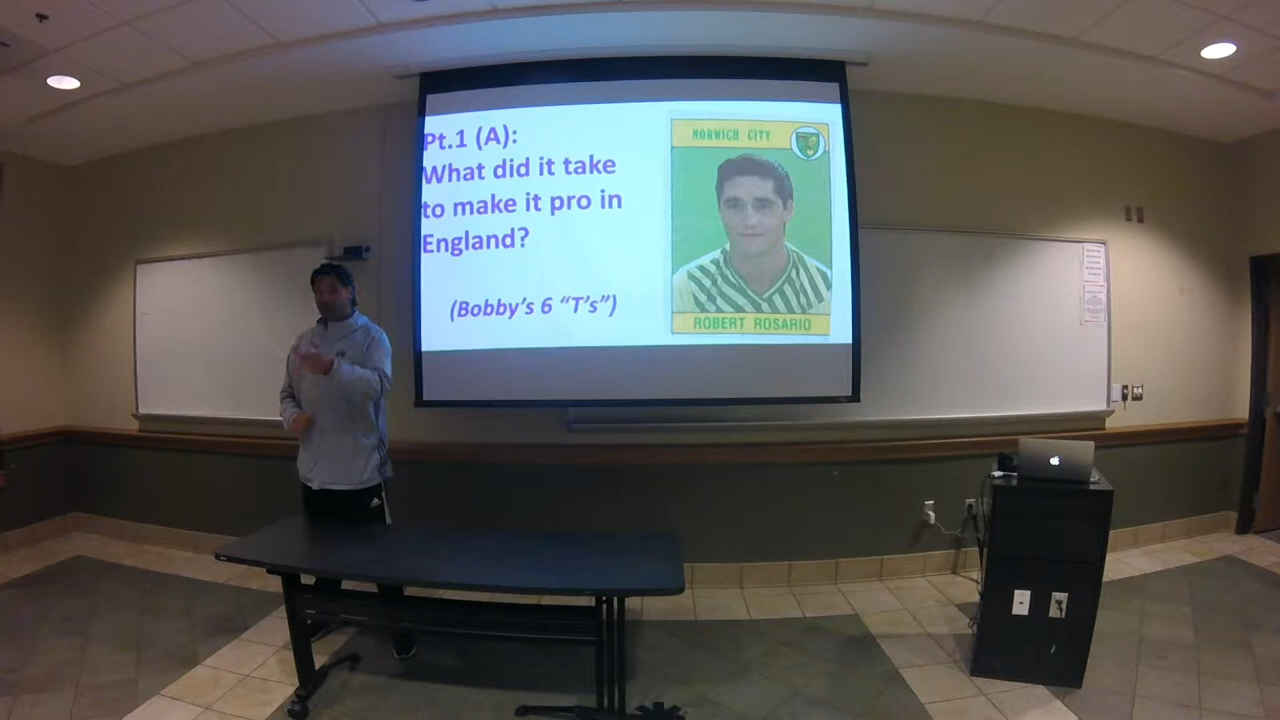 Pt.1 (A):
What did it take
to make it pro in
England?
(Bobby's 6 “T's”)
NORWICH CITY
ROBERT ROSARIO